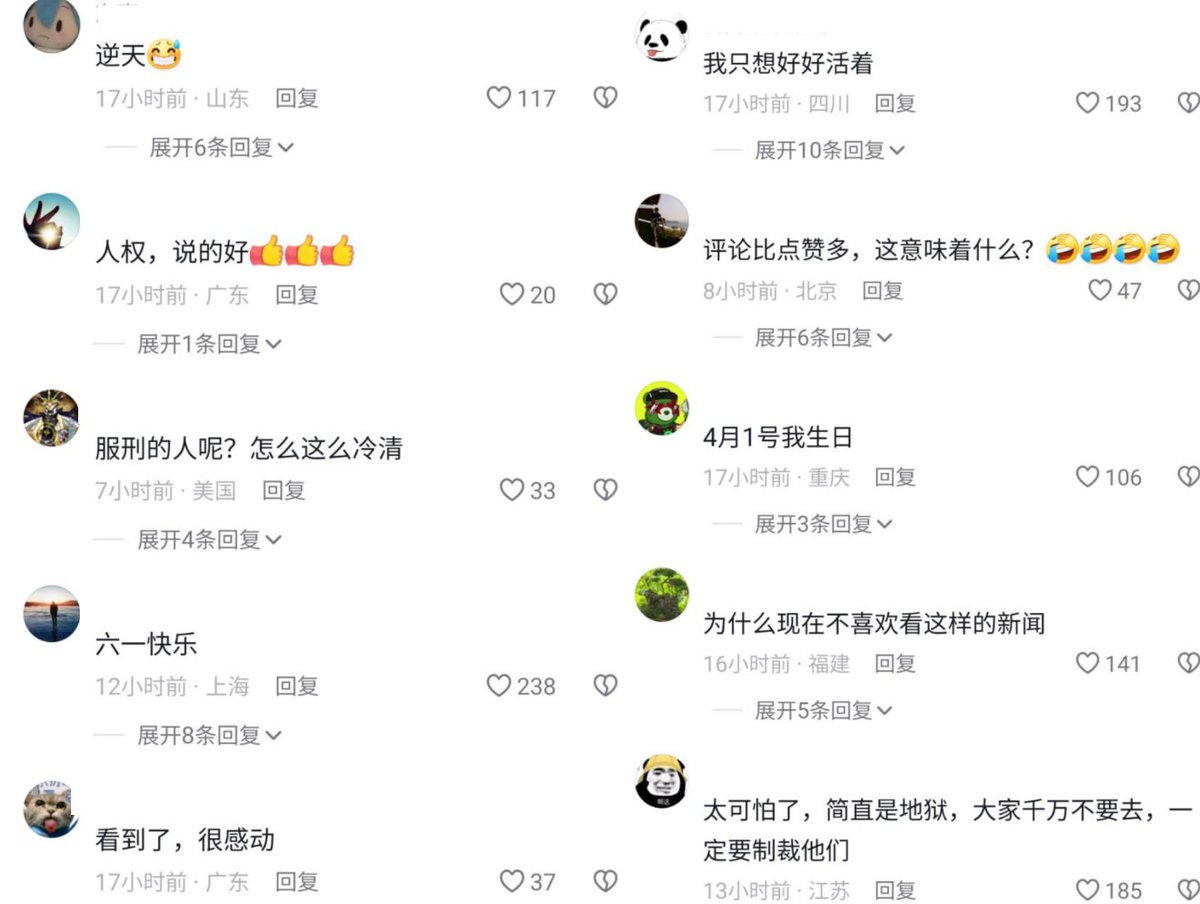 逆天😅
17小时前 · 山东 回复
117
展开6条回复
人权，说的好👍👍👍
17小时前 · 广东 回复
20
展开1条回复
服刑的人呢？怎么这么冷清
7小时前 · 美国 回复
33
展开4条回复
六一快乐
12小时前 · 上海 回复
238
展开8条回复
看到了，很感动
17小时前 · 广东 回复
37
我只想好好活着
17小时前 · 四川 回复
193
展开10条回复
评论比点赞多，这意味着什么？🤣🤣🤣🤣
8小时前 · 北京 回复
47
展开6条回复
4月1号我生日
17小时前 · 重庆 回复
106
展开3条回复
为什么现在不喜欢看这样的新闻
16小时前 · 福建 回复
141
展开5条回复
太可怕了，简直是地狱，大家千万不要去，一
定要制裁他们
13小时前 · 江苏 回复
185